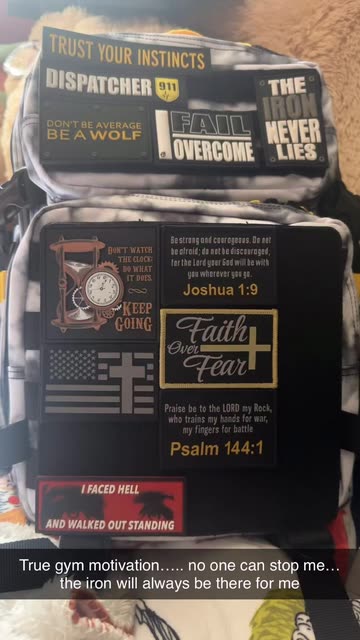 TRUST YOUR INSTINCTS
DISPATCHER
911
DON'T BE AVERAGE
BE A WOLF
I FAIL
I OVERCOME
THE
IRON
NEVER
LIES
DON'T WATCH
THE CLOCK;
DO WHAT
IT DOES.
KEEP
GOING
Be strong and courageous. Do not
be afraid; do not be discouraged,
for the Lord your God will be with
you wherever you go.
Joshua 1:9
Faith
Over
Fear
Praise be to the LORD my Rock,
who trains my hands for war,
my fingers for battle
Psalm 144:1
I FACED HELL
AND WALKED OUT STANDING
True gym motivation..... no one can stop me...
the iron will always be there for me